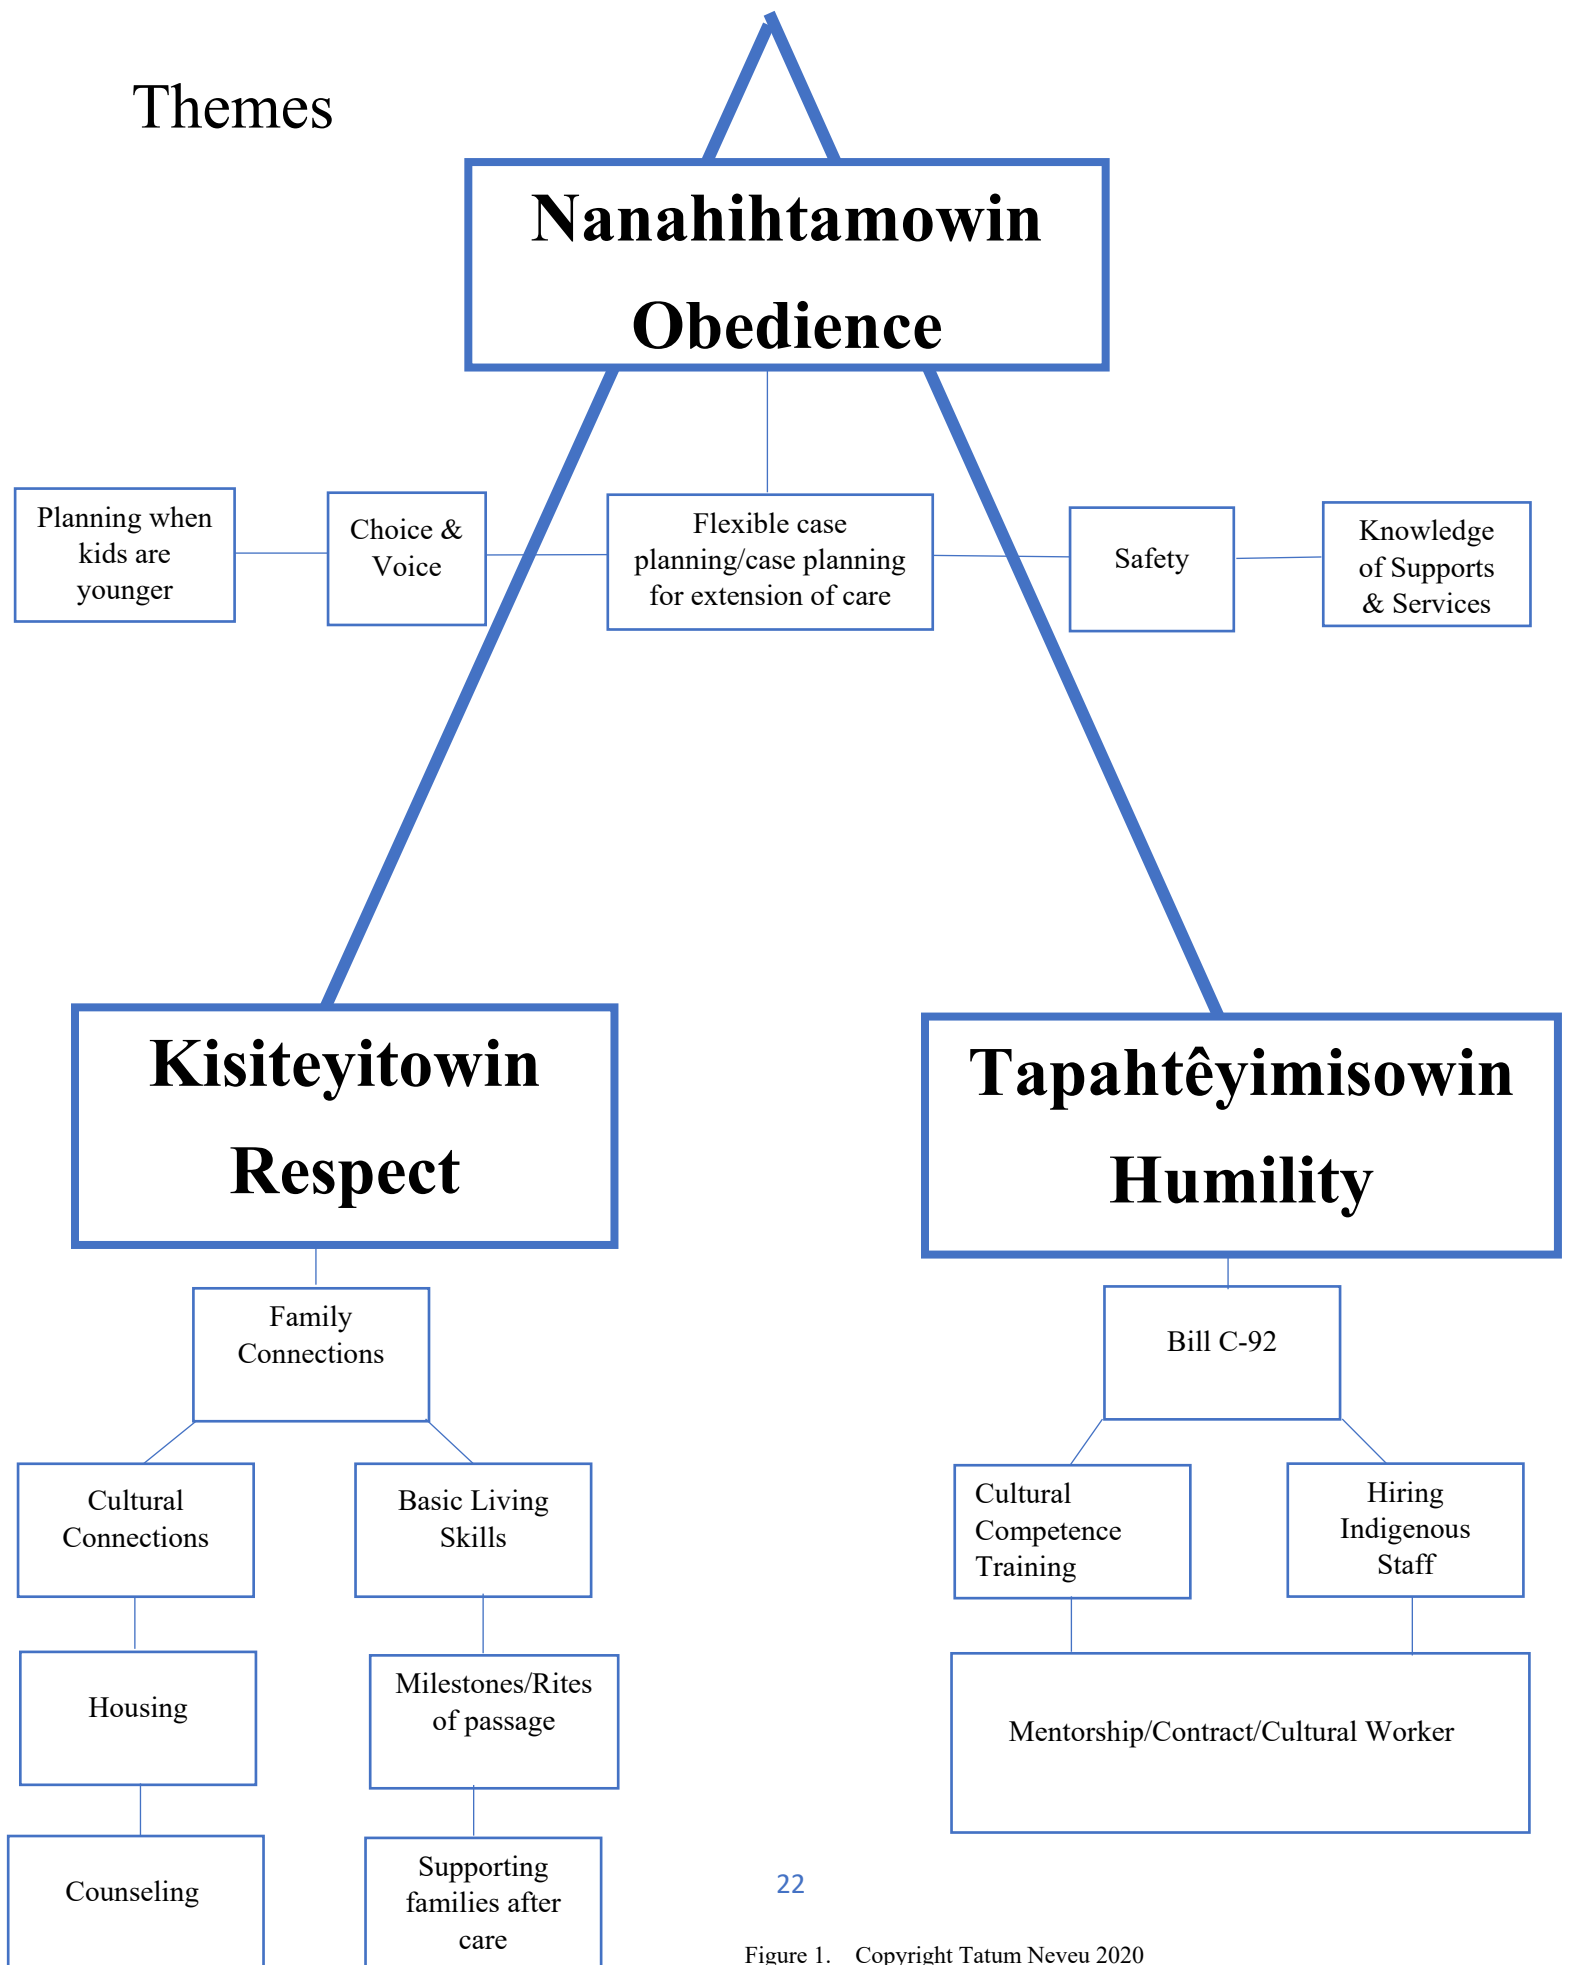 Themes
Nanahihtamowin
Obedience
Planning when
kids are
younger
Choice &
Voice
Flexible case
planning/case planning
for extension of care
Safety
Knowledge
of Supports
& Services
Kisiteyitowin
Respect
Tapahtêyimisowin
Humility
Family
Connections
Bill C-92
Cultural
Connections
Basic Living
Skills
Cultural
Competence
Training
Hiring
Indigenous
Staff
Housing
Milestones/Rites
of passage
Mentorship/Contract/Cultural Worker
Counseling
Supporting
families after
care
22
Figure 1. Copyright Tatum Neveu 2020